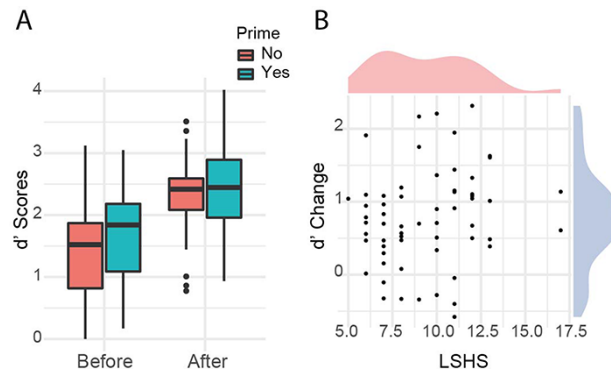 A
Prime
No
Yes
4
3
2
1
0
d' Scores
Before After
B
2
1
0
d' Change
5.0 7.5 10.0 12.5 15.0 17.5
LSHS